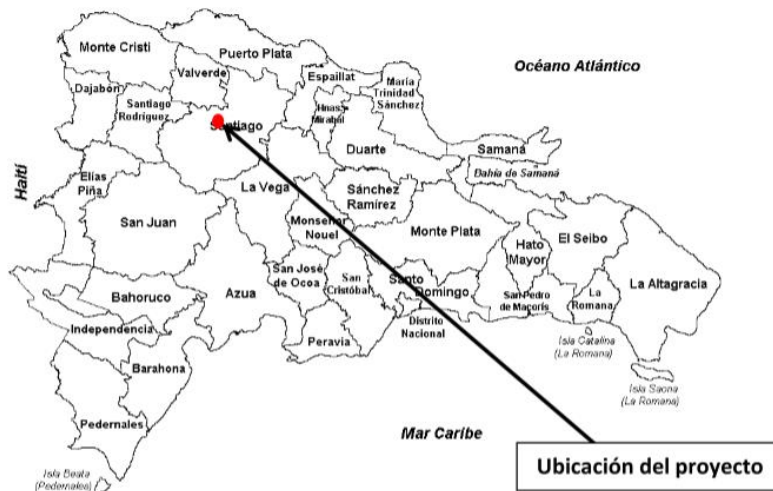 Monte Cristi
Puerto Plata
Océano Atlántico
Valverde
Espaillat
María
Trinidad
Sánchez
Dajabón
Santiago
Rodríguez
Hnas.
Mirabal
Santiago
Duarte
Samaná
Bahía de Samaná
Haití
Elías
Piña
La Vega
Sánchez
Ramírez
San Juan
Monseñor
Nouel
Monte Plata
Hato
Mayor
El Seibo
San José
de Ocoa
San
Cristóbal
Santo
Domingo
La Altagracia
Bahoruco
Azua
San Pedro
de Macorís
La
Romana
Independencia
Distrito
Nacional
Peravia
Isla Catalina
(La Romana)
Barahona
Isla Saona
(La Romana)
Pedernales
Mar Caribe
Isla Beata
(Pedernales)
Ubicación del proyecto